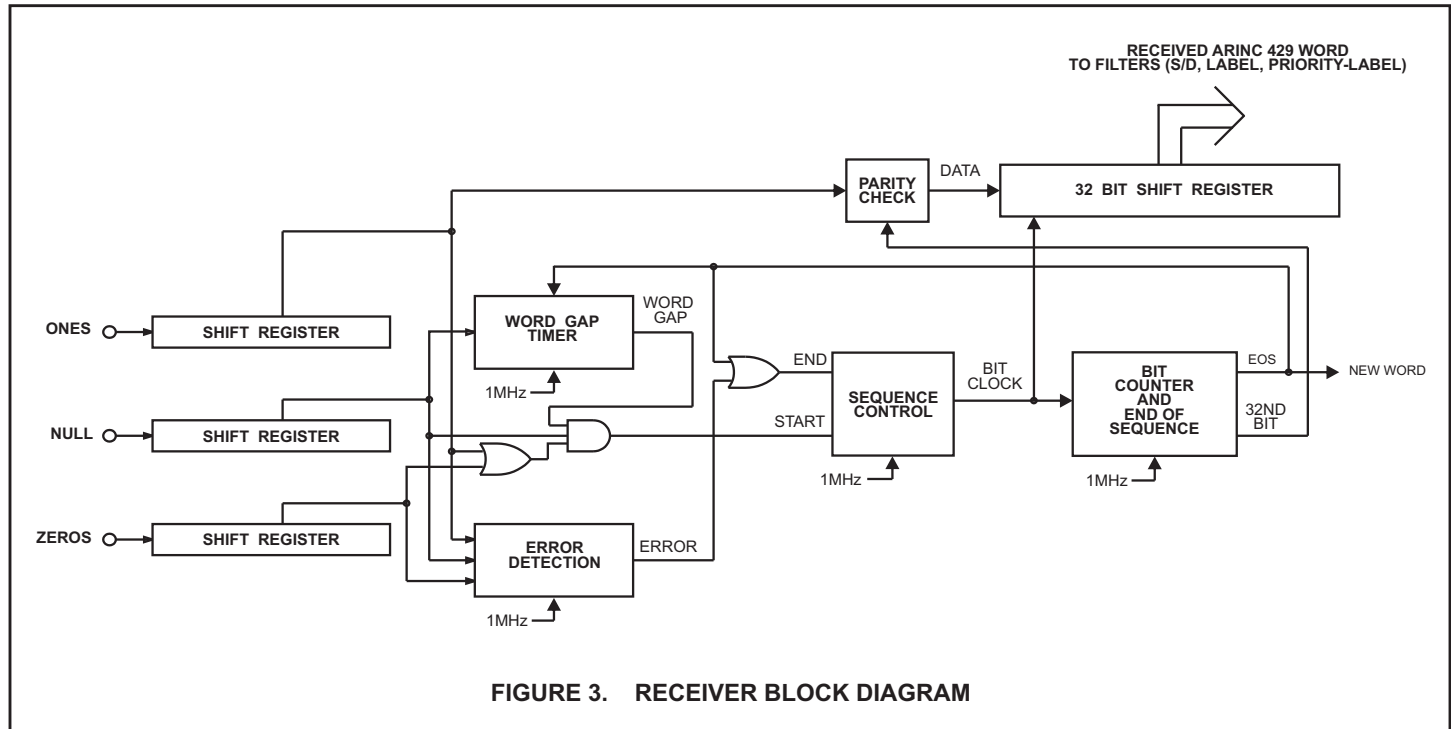 RECEIVED ARINC 429 WORD
TO FILTERS (S/D, LABEL, PRIORITY-LABEL)
PARITY
CHECK
DATA
32 BIT SHIFT REGISTER
ONES
SHIFT REGISTER
WORD GAP
TIMER
WORD
GAP
1MHz
END
SEQUENCE
CONTROL
START
1MHz
BIT
CLOCK
BIT
COUNTER
AND
END OF
SEQUENCE
EOS
32ND
BIT
NEW WORD
1MHz
NULL
SHIFT REGISTER
ZEROS
SHIFT REGISTER
ERROR
DETECTION
ERROR
1MHz
FIGURE 3. RECEIVER BLOCK DIAGRAM